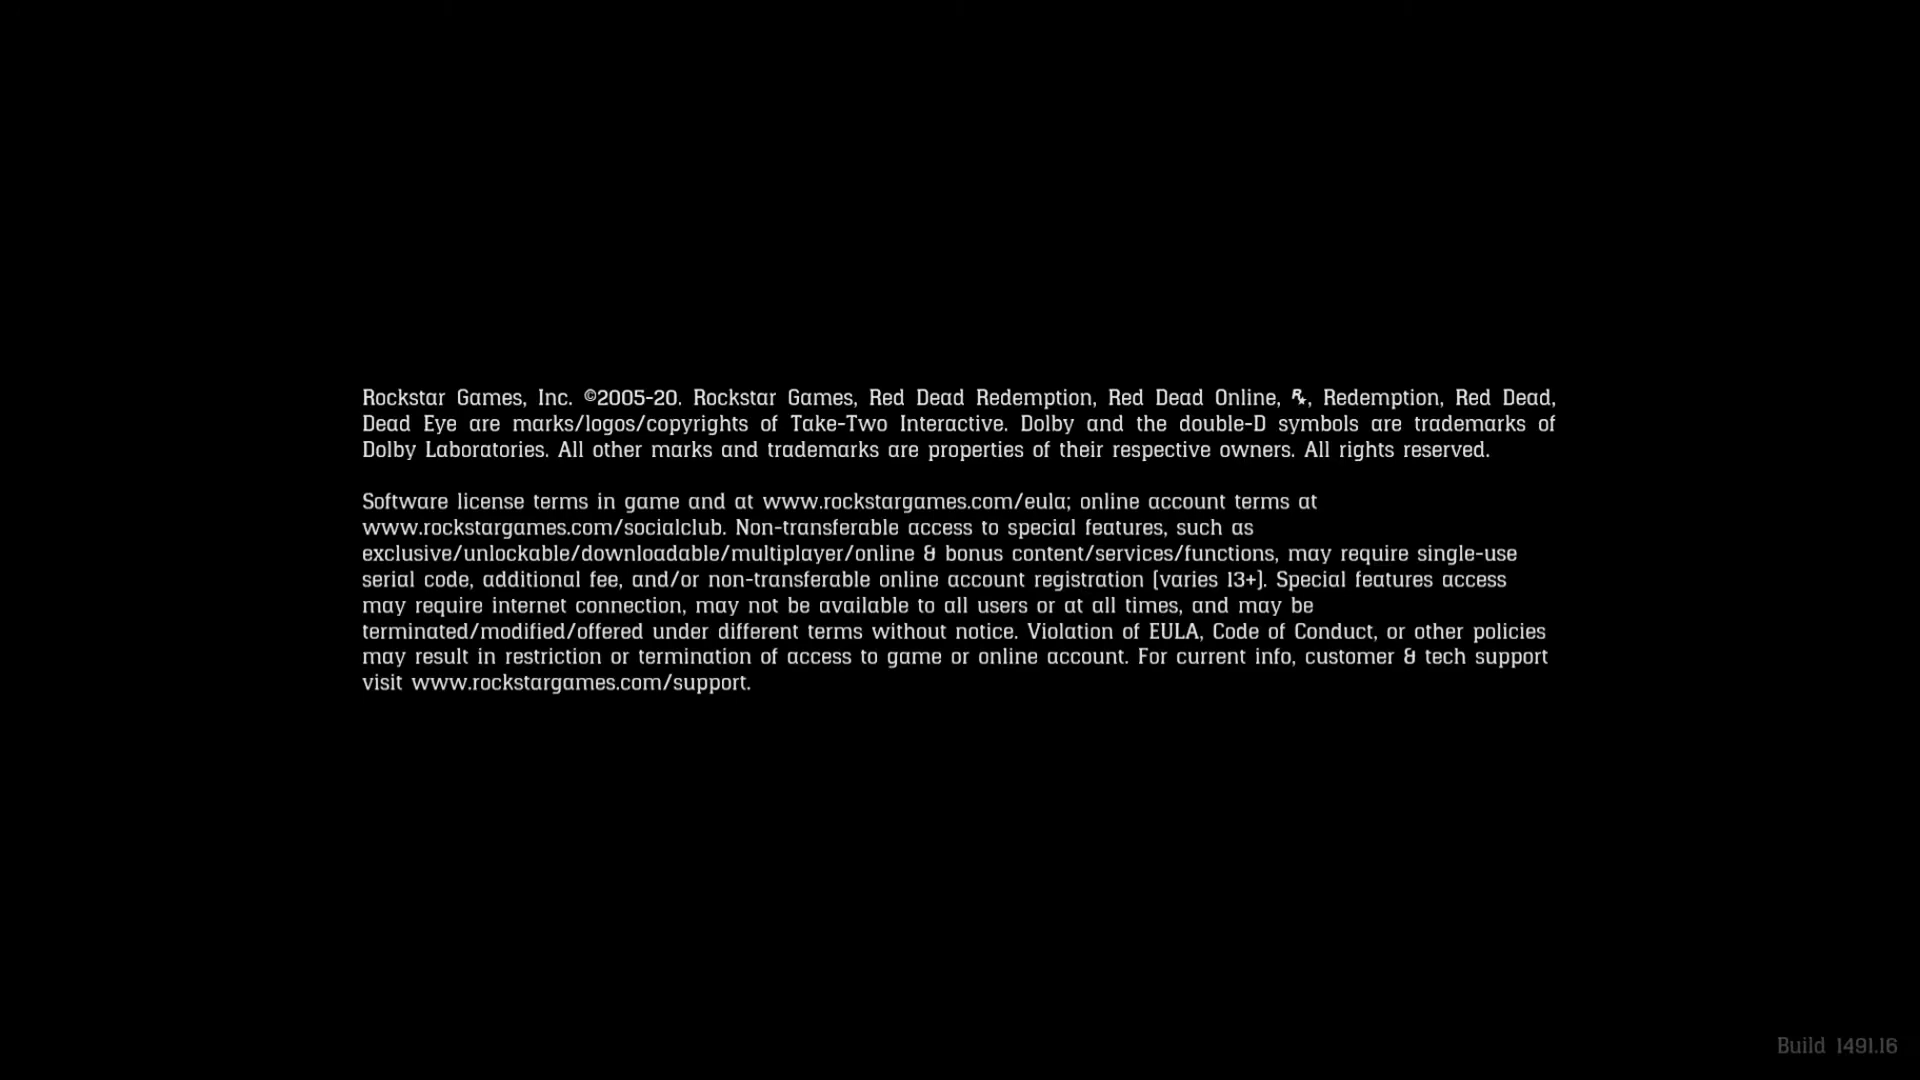 Rockstar Games, Inc. ©2005-20. Rockstar Games, Red Dead Redemption, Red Dead Online, R★, Redemption, Red Dead,
Dead Eye are marks/logos/copyrights of Take-Two Interactive. Dolby and the double-D symbols are trademarks of
Dolby Laboratories. All other marks and trademarks are properties of their respective owners. All rights reserved.
Software license terms in game and at www.rockstargames.com/eula; online account terms at
www.rockstargames.com/socialclub. Non-transferable access to special features, such as
exclusive/unlockable/downloadable/multiplayer/online & bonus content/services/functions, may require single-use
serial code, additional fee, and/or non-transferable online account registration (varies 13+). Special features access
may require internet connection, may not be available to all users or at all times, and may be
terminated/modified/offered under different terms without notice. Violation of EULA, Code of Conduct, or other policies
may result in restriction or termination of access to game or online account. For current info, customer & tech support
visit www.rockstargames.com/support.
Build 1491.16